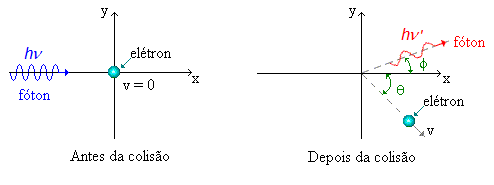 y
hν
elétron
x
fóton
v = 0
Antes da colisão
y
hν'
fóton
ϕ
x
θ
elétron
v
Depois da colisão